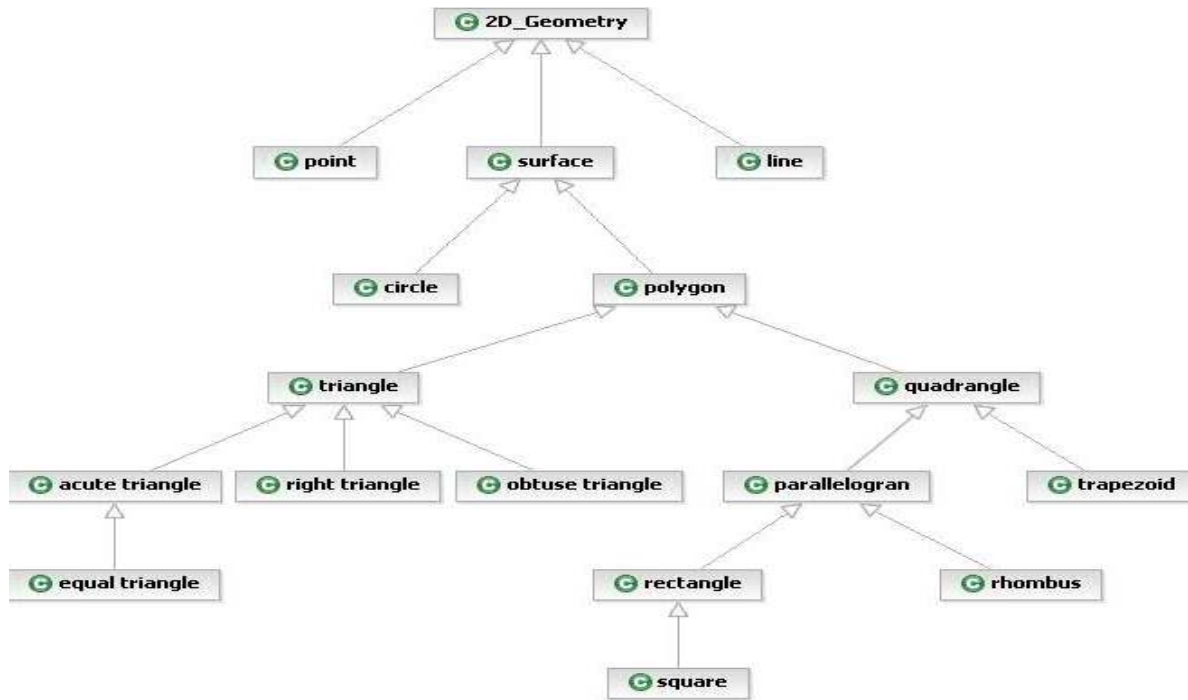 2D_Geometry
point
surface
line
circle
polygon
triangle
quadrangle
acute triangle
right triangle
obtuse triangle
parallelogran
trapezoid
equal triangle
rectangle
rhombus
square